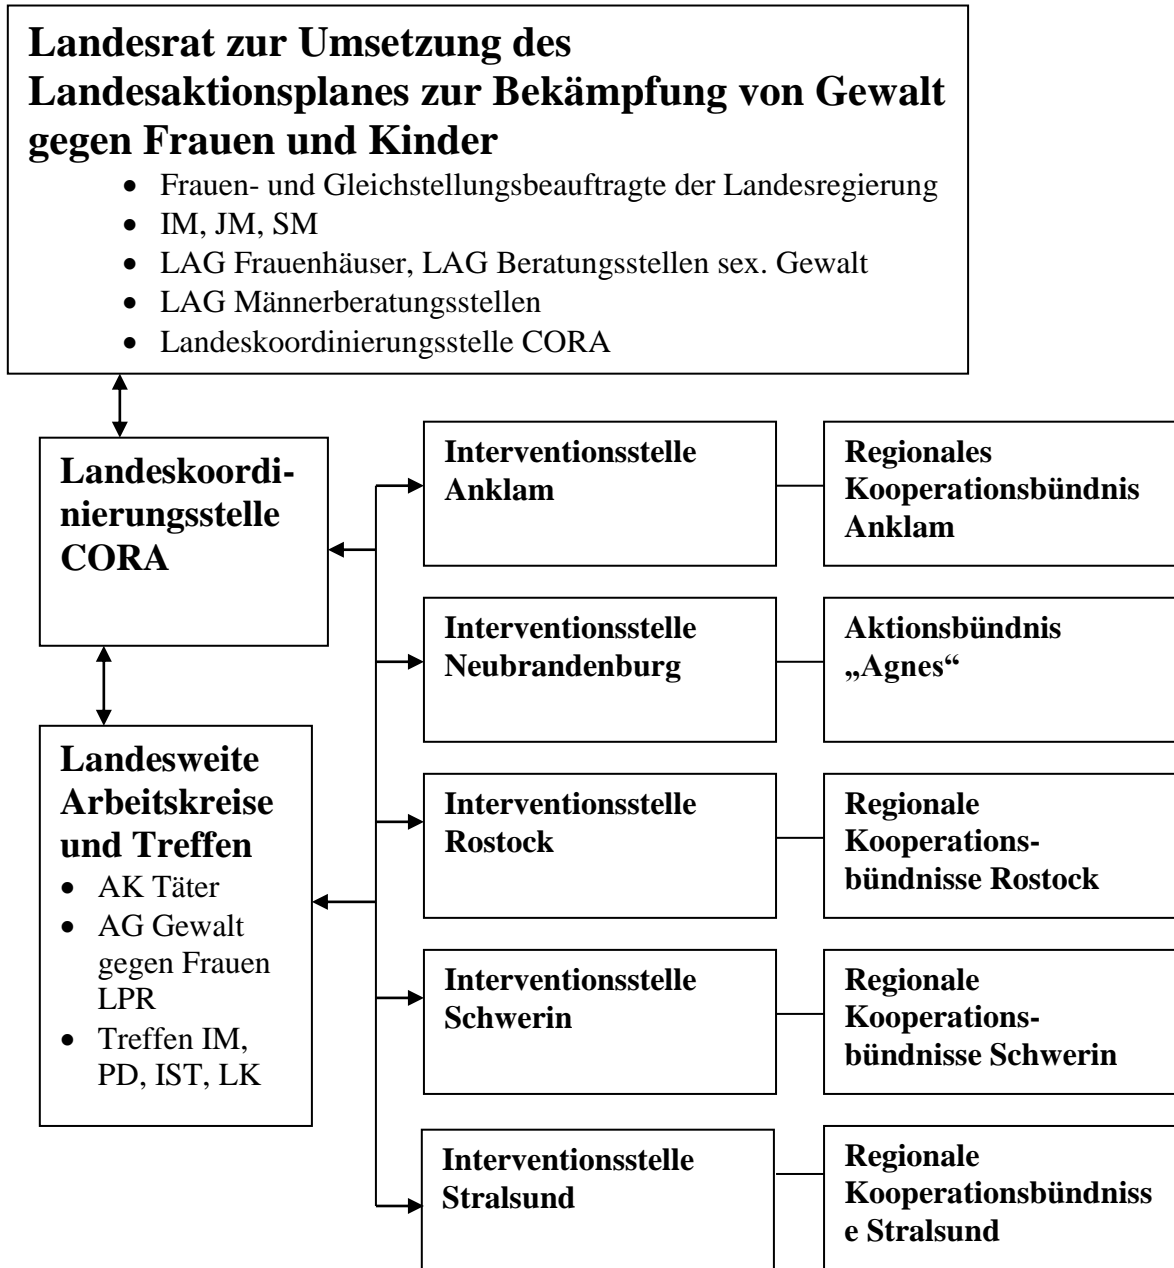 Landesrat zur Umsetzung des
Landesaktionsplanes zur Bekämpfung von Gewalt
gegen Frauen und Kinder
• Frauen- und Gleichstellungsbeauftragte der Landesregierung
• IM, JM, SM
• LAG Frauenhäuser, LAG Beratungsstellen sex. Gewalt
• LAG Männerberatungsstellen
• Landeskoordinierungsstelle CORA
Landeskoordi-
nierungsstelle
CORA
Interventionsstelle
Anklam
Regionales
Kooperationsbündnis
Anklam
Interventionsstelle
Neubrandenburg
Aktionsbündnis
„Agnes“
Landesweite
Arbeitskreise
und Treffen
• AK Täter
• AG Gewalt
gegen Frauen
LPR
• Treffen IM,
PD, IST, LK
Interventionsstelle
Rostock
Regionale
Kooperations-
bündnisse Rostock
Interventionsstelle
Schwerin
Regionale
Kooperations-
bündnisse Schwerin
Interventionsstelle
Stralsund
Regionale
Kooperationsbündniss
e Stralsund